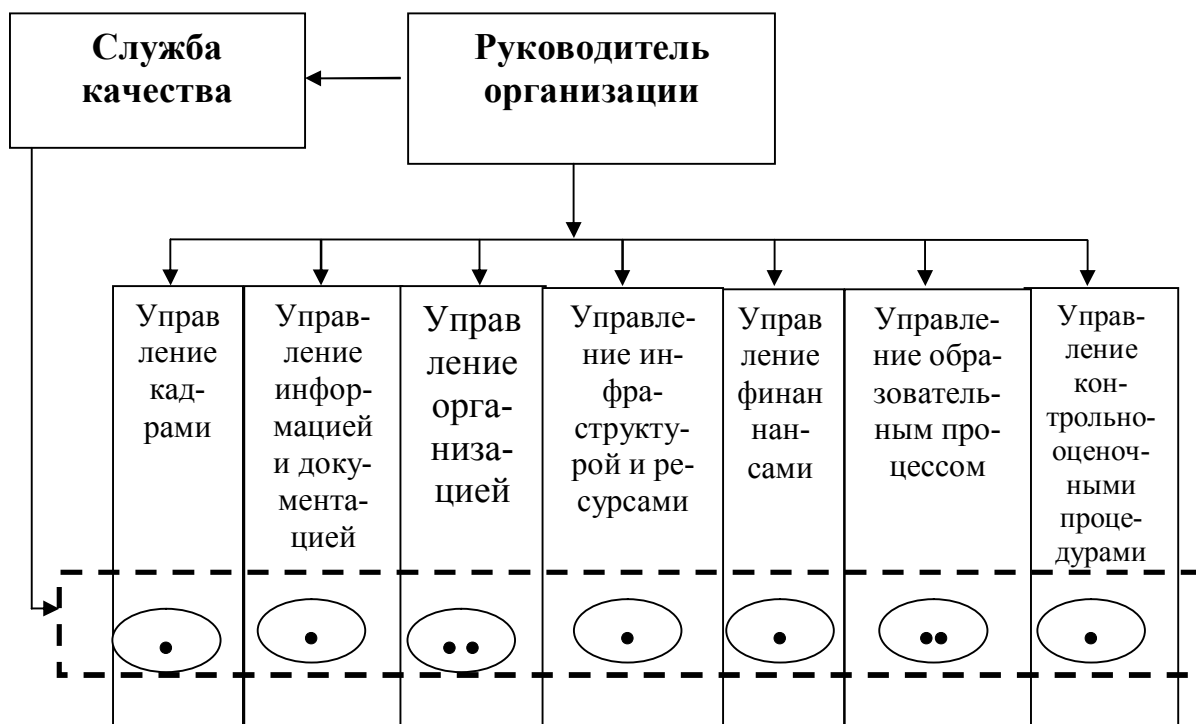 Служба
качества
Руководитель
организации
Управ
ление
кад-
рами
Управ-
ление
инфор-
мацией
и доку-
мента-
цией
Управ
ление
орга-
низа-
цией
Управле-
ние ин-
фра-
структу-
рой и ре-
сурсами
Управ
ление
финан
нан-
сами
Управле-
ние обра-
зователь-
ным про-
цессом
Управ-
ление
кон-
трольно-
оценоч-
ными
проце-
дурами